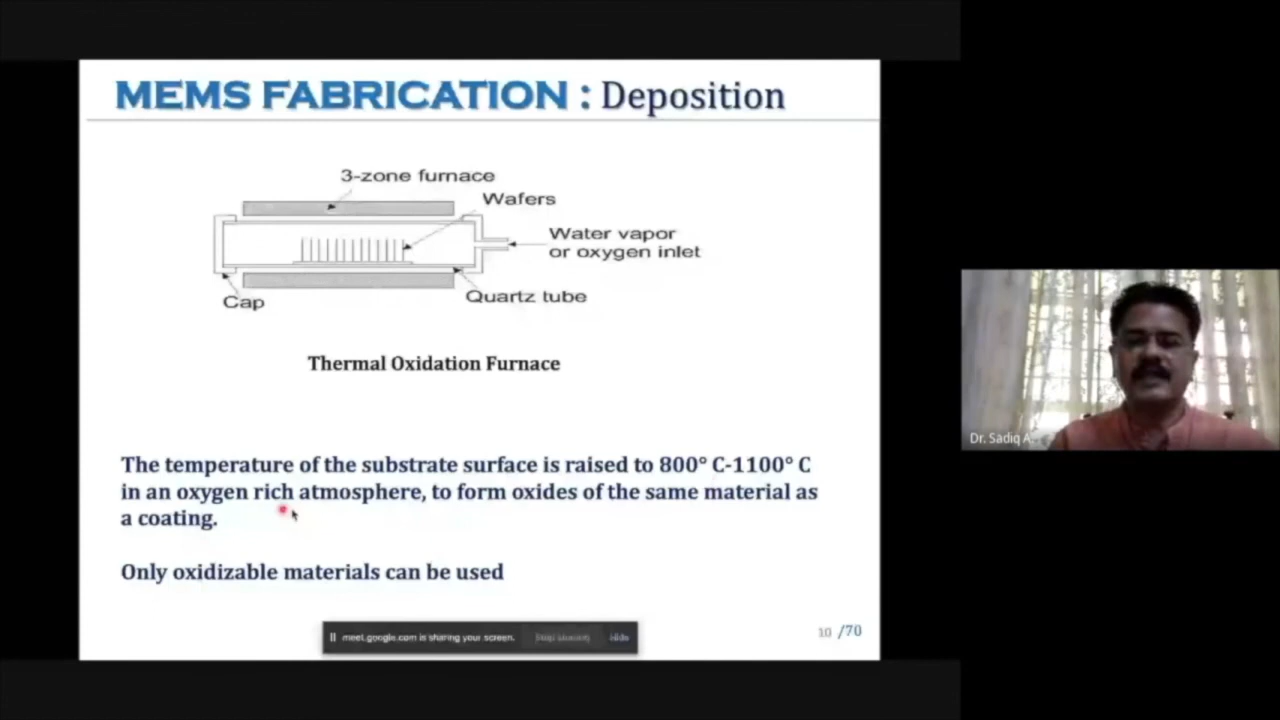 MEMS FABRICATION : Deposition
3-zone furnace
Wafers
Water vapor
or oxygen inlet
Quartz tube
Cap
Thermal Oxidation Furnace
The temperature of the substrate surface is raised to 800° C-1100° C
in an oxygen rich atmosphere, to form oxides of the same material as
a coating.
Only oxidizable materials can be used
meet.google.com is sharing your screen.
Hide
10 /70
Dr. Sadiq A.